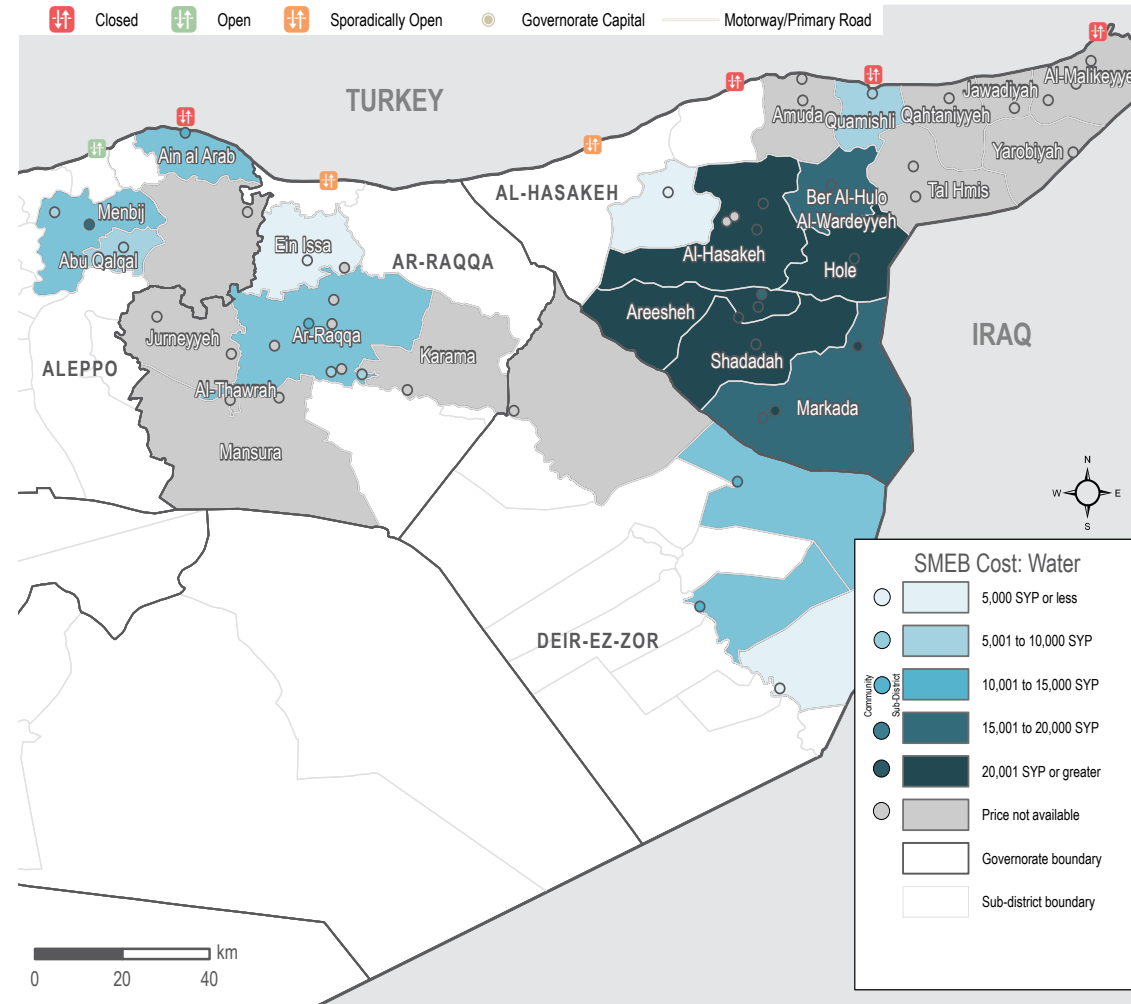 Closed
Open
Sporadically Open
Governorate Capital
Motorway/Primary Road
TURKEY
Al-Malikeyye
Jawadiyah
Amuda
Quamishli
Qahtaniyyeh
Yarobiyah
Ain al Arab
AL-HASAKEH
Tal Hmis
Ber Al-Hulo
Al-Wardeyyeh
Menbij
Abu Qalqal
Ein Issa
AR-RAQQA
Al-Hasakeh
Hole
Areesheh
IRAQ
Jurneyyeh
Ar-Raqqa
Karama
Shadadah
ALEPPO
Al-Thawrah
Markada
Mansura
N
W
E
S
DEIR-EZ-ZOR
SMEB Cost: Water
5,000 SYP or less
5,001 to 10,000 SYP
Community
Sub-District
10,001 to 15,000 SYP
15,001 to 20,000 SYP
20,001 SYP or greater
Price not available
Governorate boundary
Sub-district boundary
km
0 20 40